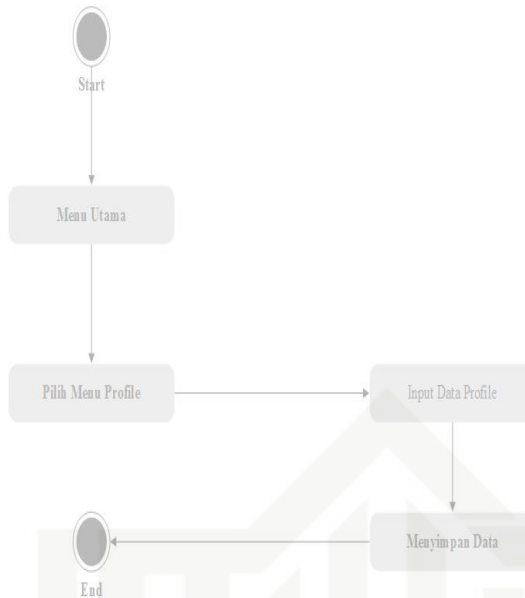 Start
Menu Utama
Pilih Menu Profile
Input Data Profile
Menyimpan Data
End